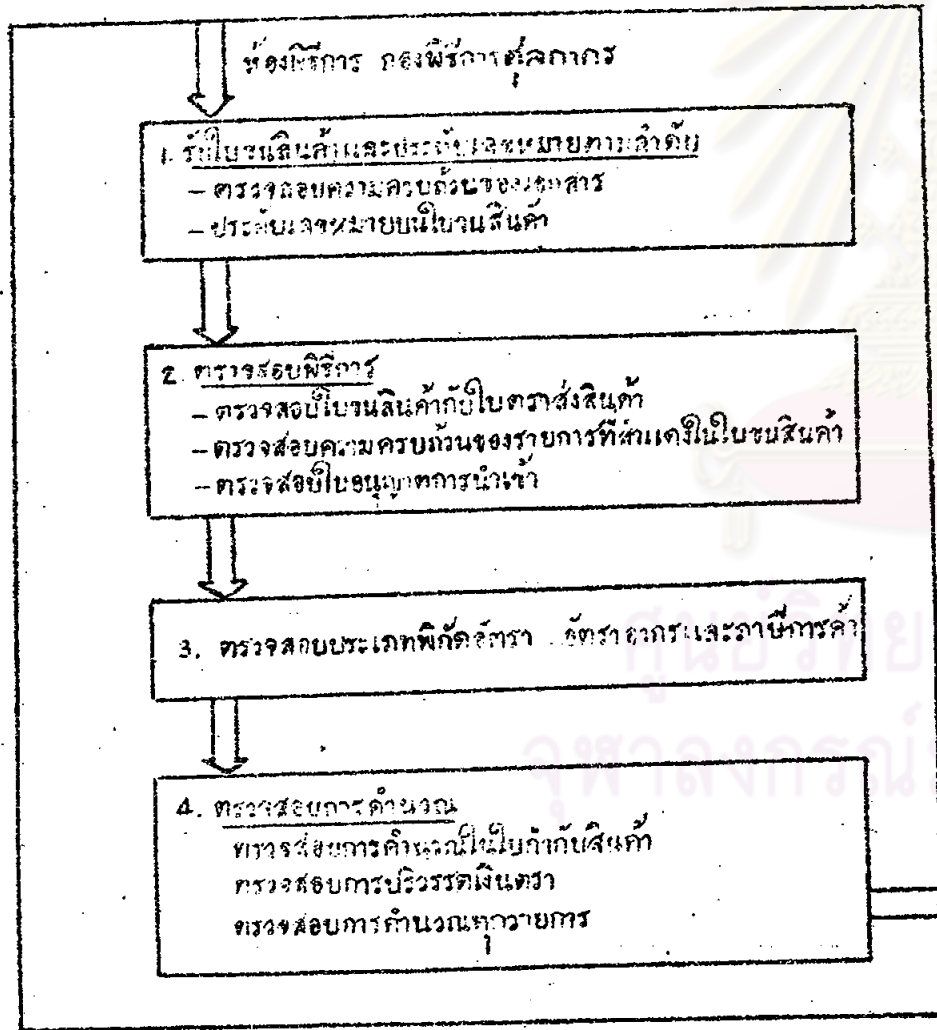 ห้องพิธีการ กองพิธีการศุลกากร
1. รับใบขนสินค้าและประทับเลขหมายตามลำดับ
– ตรวจสอบความครบถ้วนของเอกสาร
– ประทับเลขหมายบนใบขนสินค้า
2. ตรวจสอบพิธีการ
– ตรวจสอบใบขนสินค้ากับใบตราส่งสินค้า
– ตรวจสอบความครบถ้วนของรายการที่สำแดงในใบขนสินค้า
– ตรวจสอบใบอนุญาตการนำเข้า
3. ตรวจสอบประเภทพิกัดอัตรา อัตราอากรและภาษีการค้า
4. ตรวจสอบการคำนวณ
ตรวจสอบการคำนวณในใบกำกับสินค้า
ตรวจสอบการปริวรรตเงินตรา
ตรวจสอบการคำนวณทุกรายการ
ศูนย์วิทย
จุฬาลงกรณ์